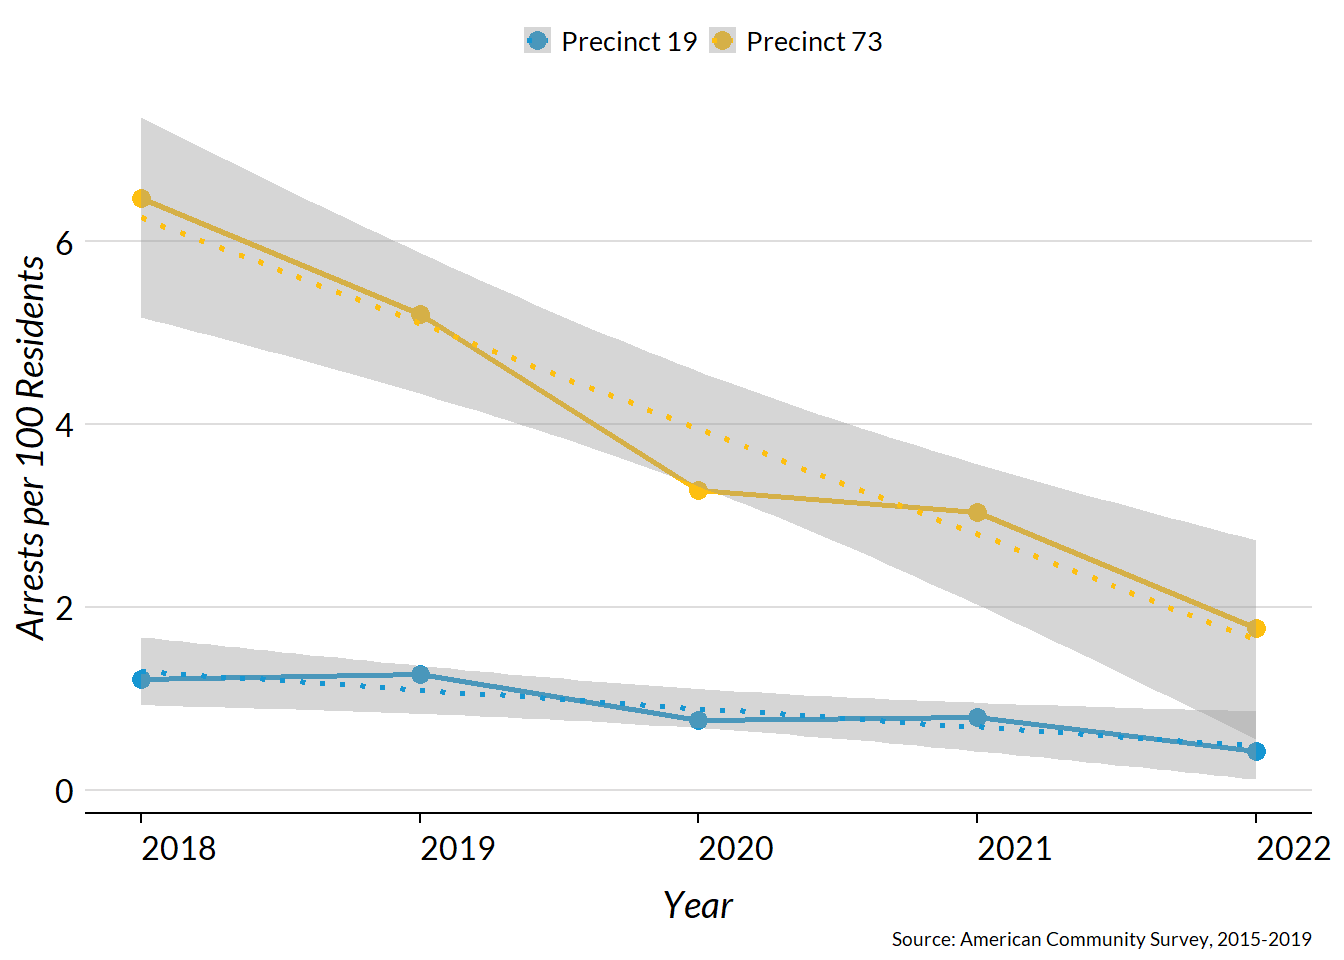 Precinct 19 Precinct 73
Arrests per 100 Residents
6
4
2
0
2018 2019 2020 2021 2022
Year
Source: American Community Survey, 2015-2019